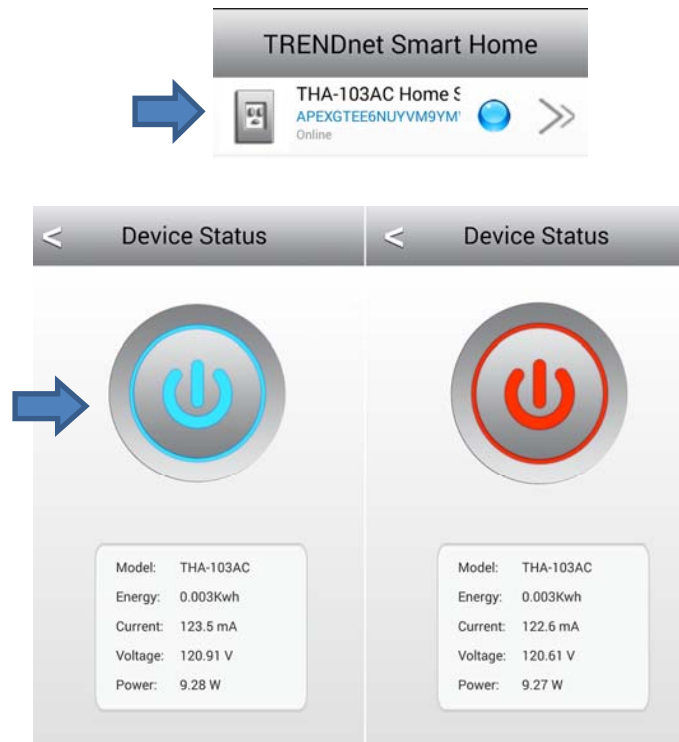 TRENDnet Smart Home
THA-103AC Home S
APEXGTEE6NUYVM9YM
Online
< Device Status
Model: THA-103AC
Energy: 0.003Kwh
Current: 123.5 mA
Voltage: 120.91 V
Power: 9.28 W
< Device Status
Model: THA-103AC
Energy: 0.003Kwh
Current: 122.6 mA
Voltage: 120.61 V
Power: 9.27 W